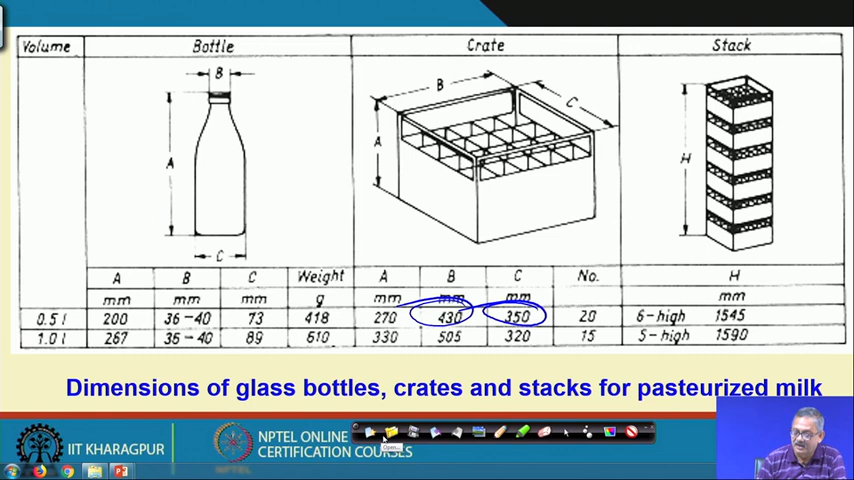 Volume Bottle Crate Stack
B
A
C
B
C
A
H
A B C Weight A B C No. H
mm mm mm g mm mm mm mm
0.5 l 200 36-40 73 418 270 430 350 20 6-high 1545
1.0 l 267 36-40 89 610 330 505 320 15 5-high 1590
Dimensions of glass bottles, crates and stacks for pasteurized milk
IIT KHARAGPUR
NPTEL ONLINE
CERTIFICATION COURSES
Open...